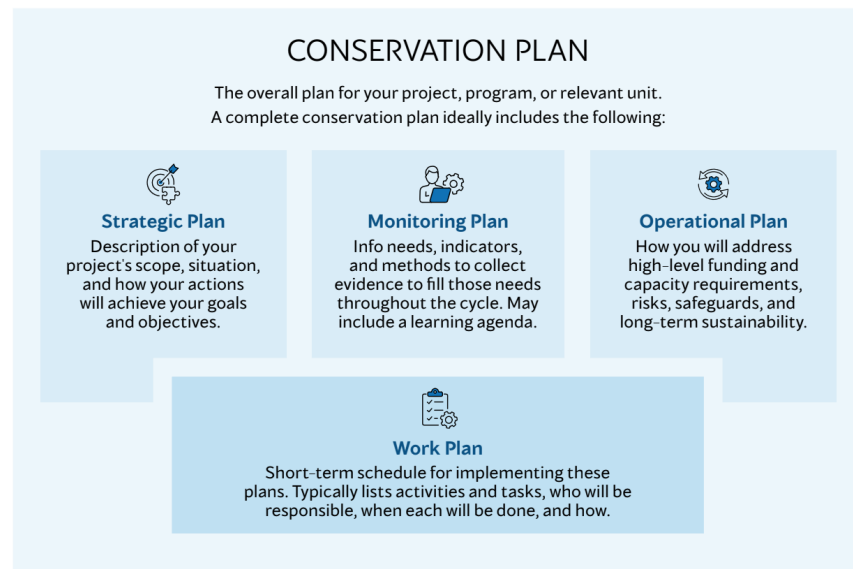 CONSERVATION PLAN
The overall plan for your project, program, or relevant unit.
A complete conservation plan ideally includes the following:
Strategic Plan
Description of your
project's scope, situation,
and how your actions
will achieve your goals
and objectives.
Monitoring Plan
Info needs, indicators,
and methods to collect
evidence to fill those needs
throughout the cycle. May
include a learning agenda.
Operational Plan
How you will address
high-level funding and
capacity requirements,
risks, safeguards, and
long-term sustainability.
Work Plan
Short-term schedule for implementing these
plans. Typically lists activities and tasks, who will be
responsible, when each will be done, and how.